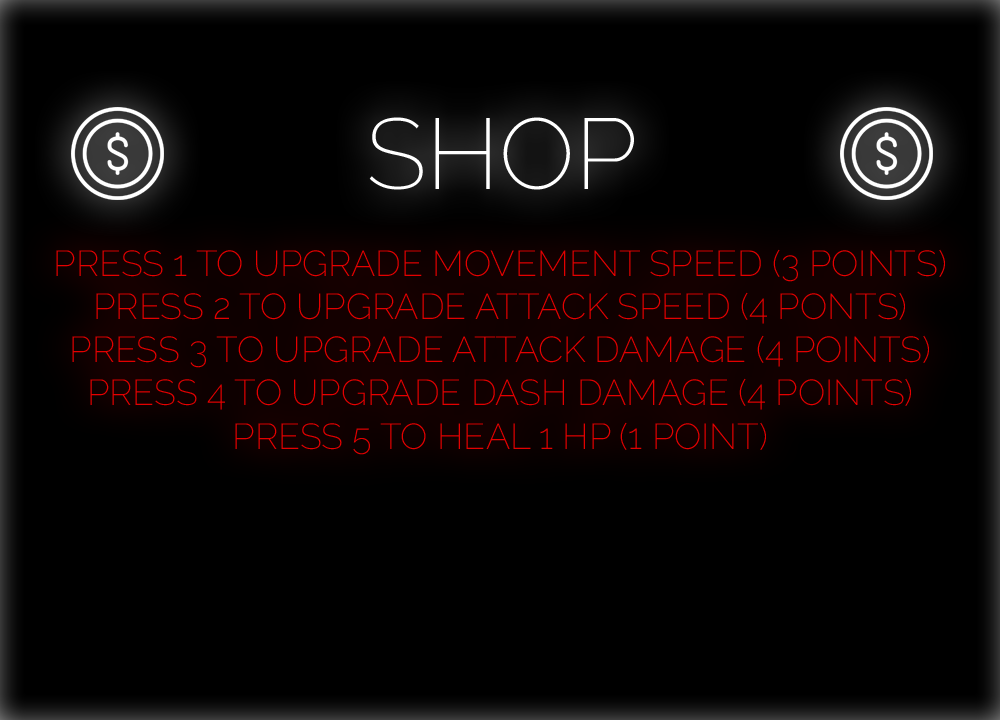 $ SHOP $
PRESS 1 TO UPGRADE MOVEMENT SPEED (3 POINTS)
PRESS 2 TO UPGRADE ATTACK SPEED (4 PONTS)
PRESS 3 TO UPGRADE ATTACK DAMAGE (4 POINTS)
PRESS 4 TO UPGRADE DASH DAMAGE (4 POINTS)
PRESS 5 TO HEAL 1 HP (1 POINT)